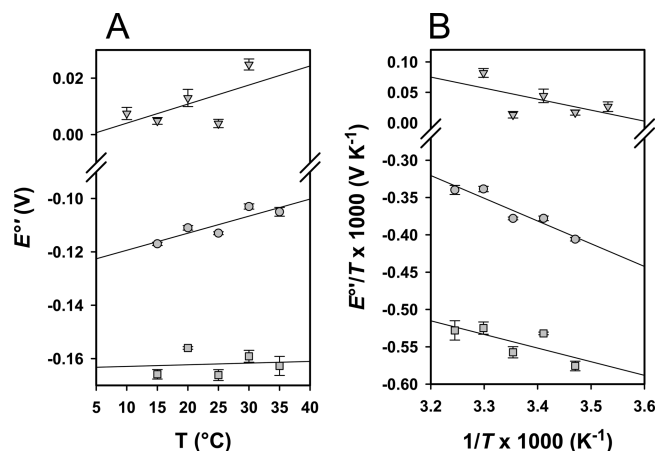 A
B
0.02
0.00
-0.10
-0.12
-0.14
-0.16
E°' (V)
5 10 15 20 25 30 35 40
T (°C)
0.10
0.05
0.00
-0.30
-0.35
-0.40
-0.45
-0.50
-0.55
-0.60
E°'/T x 1000 (V K-1)
3.2 3.3 3.4 3.5 3.6
1/T x 1000 (K-1)